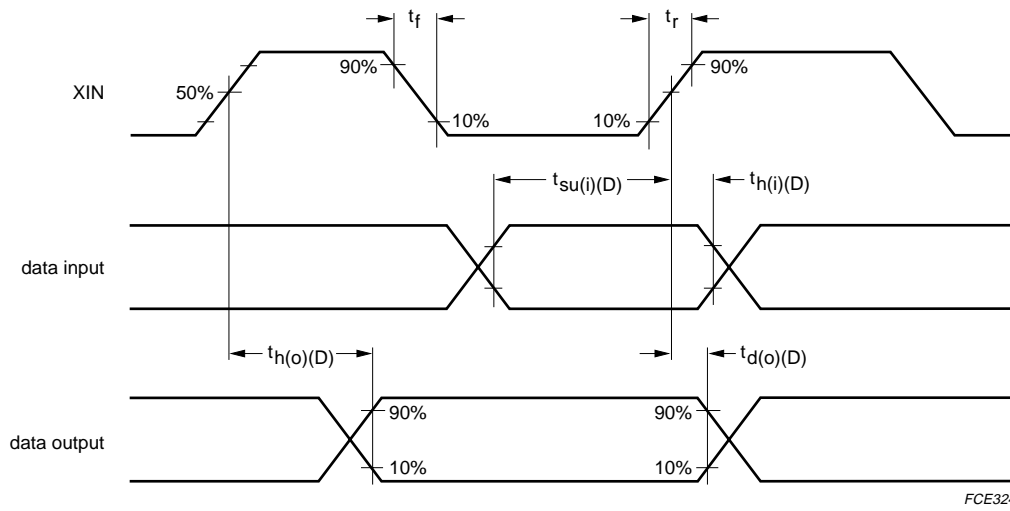 tf
tr
90%
90%
XIN
50%
10%
10%
tsu(i)(D)
th(i)(D)
data input
th(o)(D)
td(o)(D)
90%
90%
data output
10%
10%
FCE324